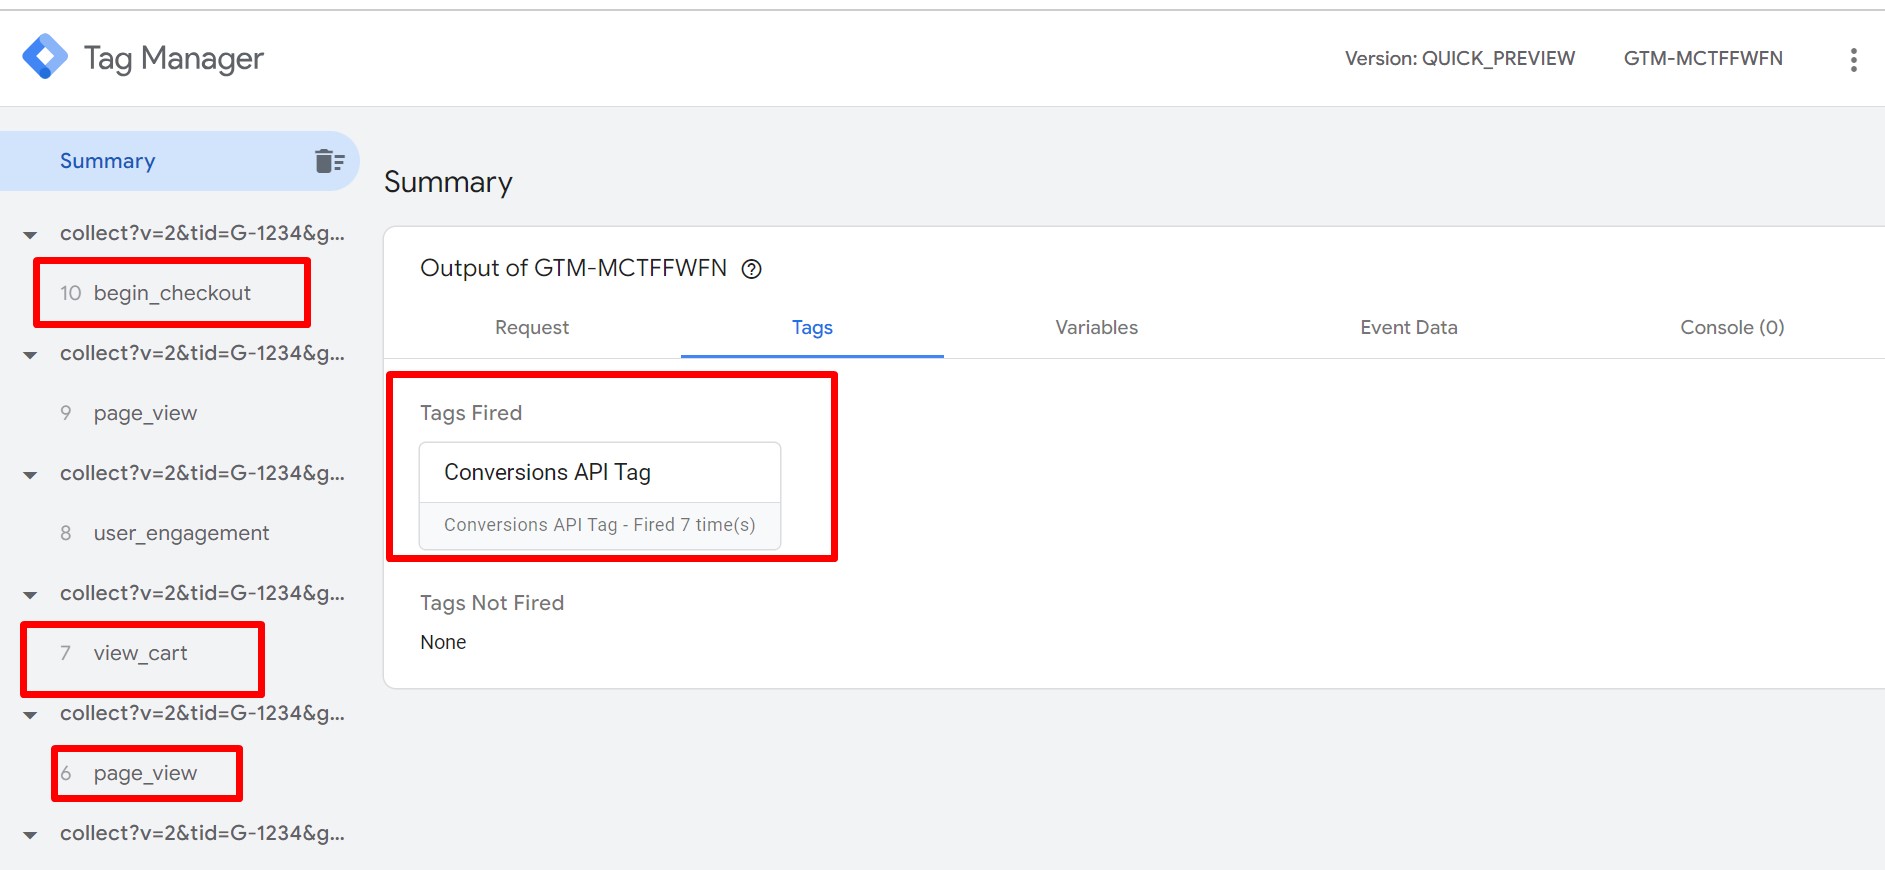 Tag Manager
Version: QUICK_PREVIEW
GTM-MCTFFWFN
Summary
collect?v=2&tid=G-1234&g...
10 begin_checkout
collect?v=2&tid=G-1234&g...
9 page_view
collect?v=2&tid=G-1234&g...
8 user_engagement
collect?v=2&tid=G-1234&g...
7 view_cart
collect?v=2&tid=G-1234&g...
6 page_view
collect?v=2&tid=G-1234&g...
Summary
Output of GTM-MCTFFWFN
Request
Tags
Variables
Event Data
Console (0)
Tags Fired
Conversions API Tag
Conversions API Tag - Fired 7 time(s)
Tags Not Fired
None